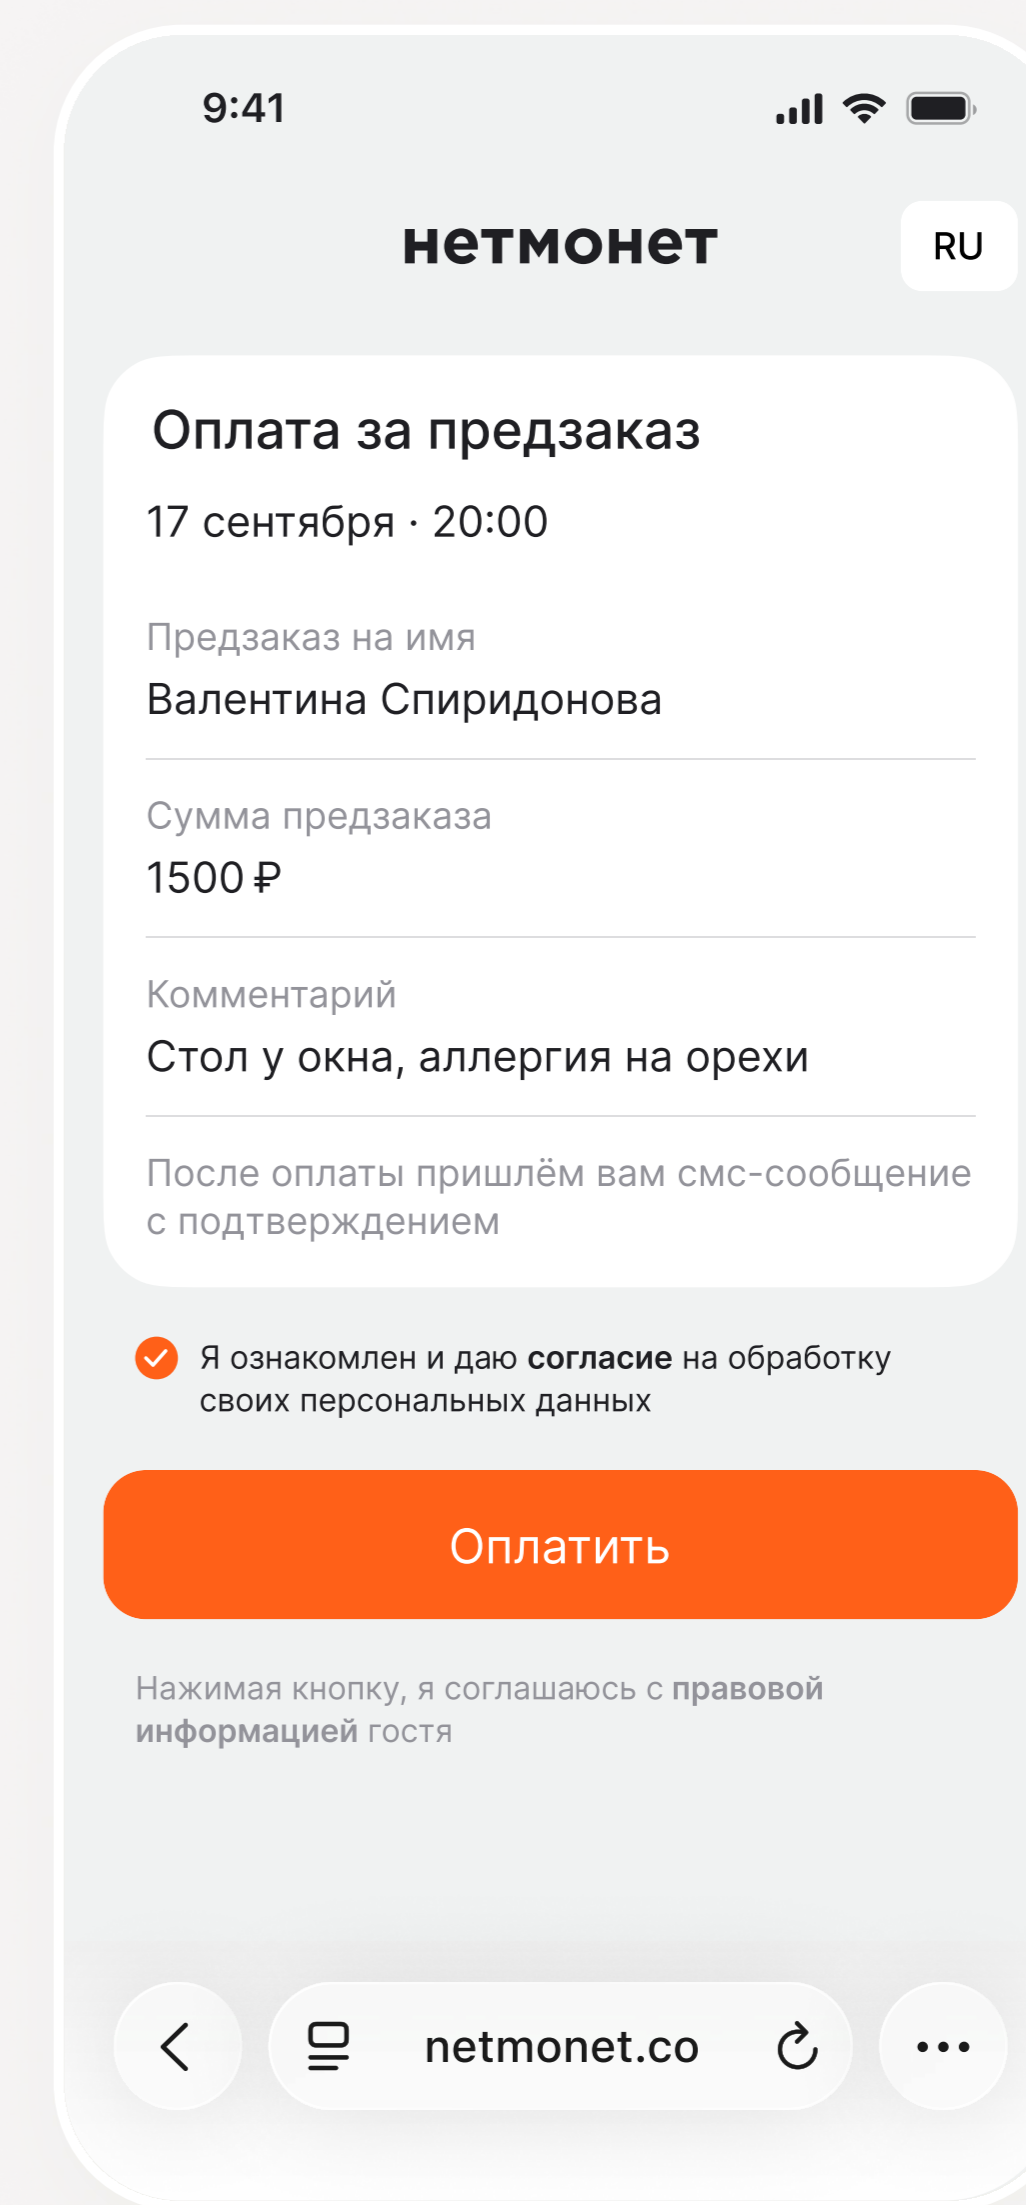 9:41
нетмонет
RU
Оплата за предзаказ
17 сентября · 20:00
Предзаказ на имя
Валентина Спиридонова
Сумма предзаказа
1500 ₽
Комментарий
Стол у окна, аллергия на орехи
После оплаты пришлём вам смс-сообщение
с подтверждением
Я ознакомлен и даю согласие на обработку
своих персональных данных
Оплатить
Нажимая кнопку, я соглашаюсь с правовой
информацией гостя
netmonet.co